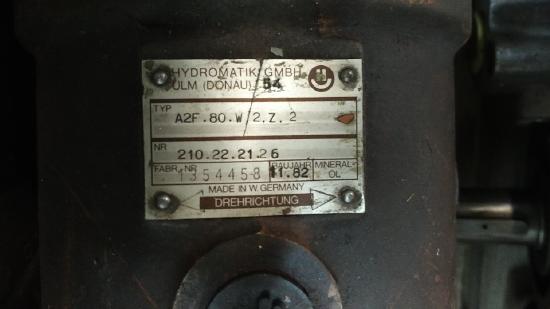 HYDROMATIK GMBH
ULM (DONAU) 54
TYP
A2F.80.W 2.Z.2
NR
210.22.21.26
FABR. NR BAUJAHR MINERAL-
1354458 11.82 ÖL
MADE IN W. GERMANY
DREHRICHTUNG